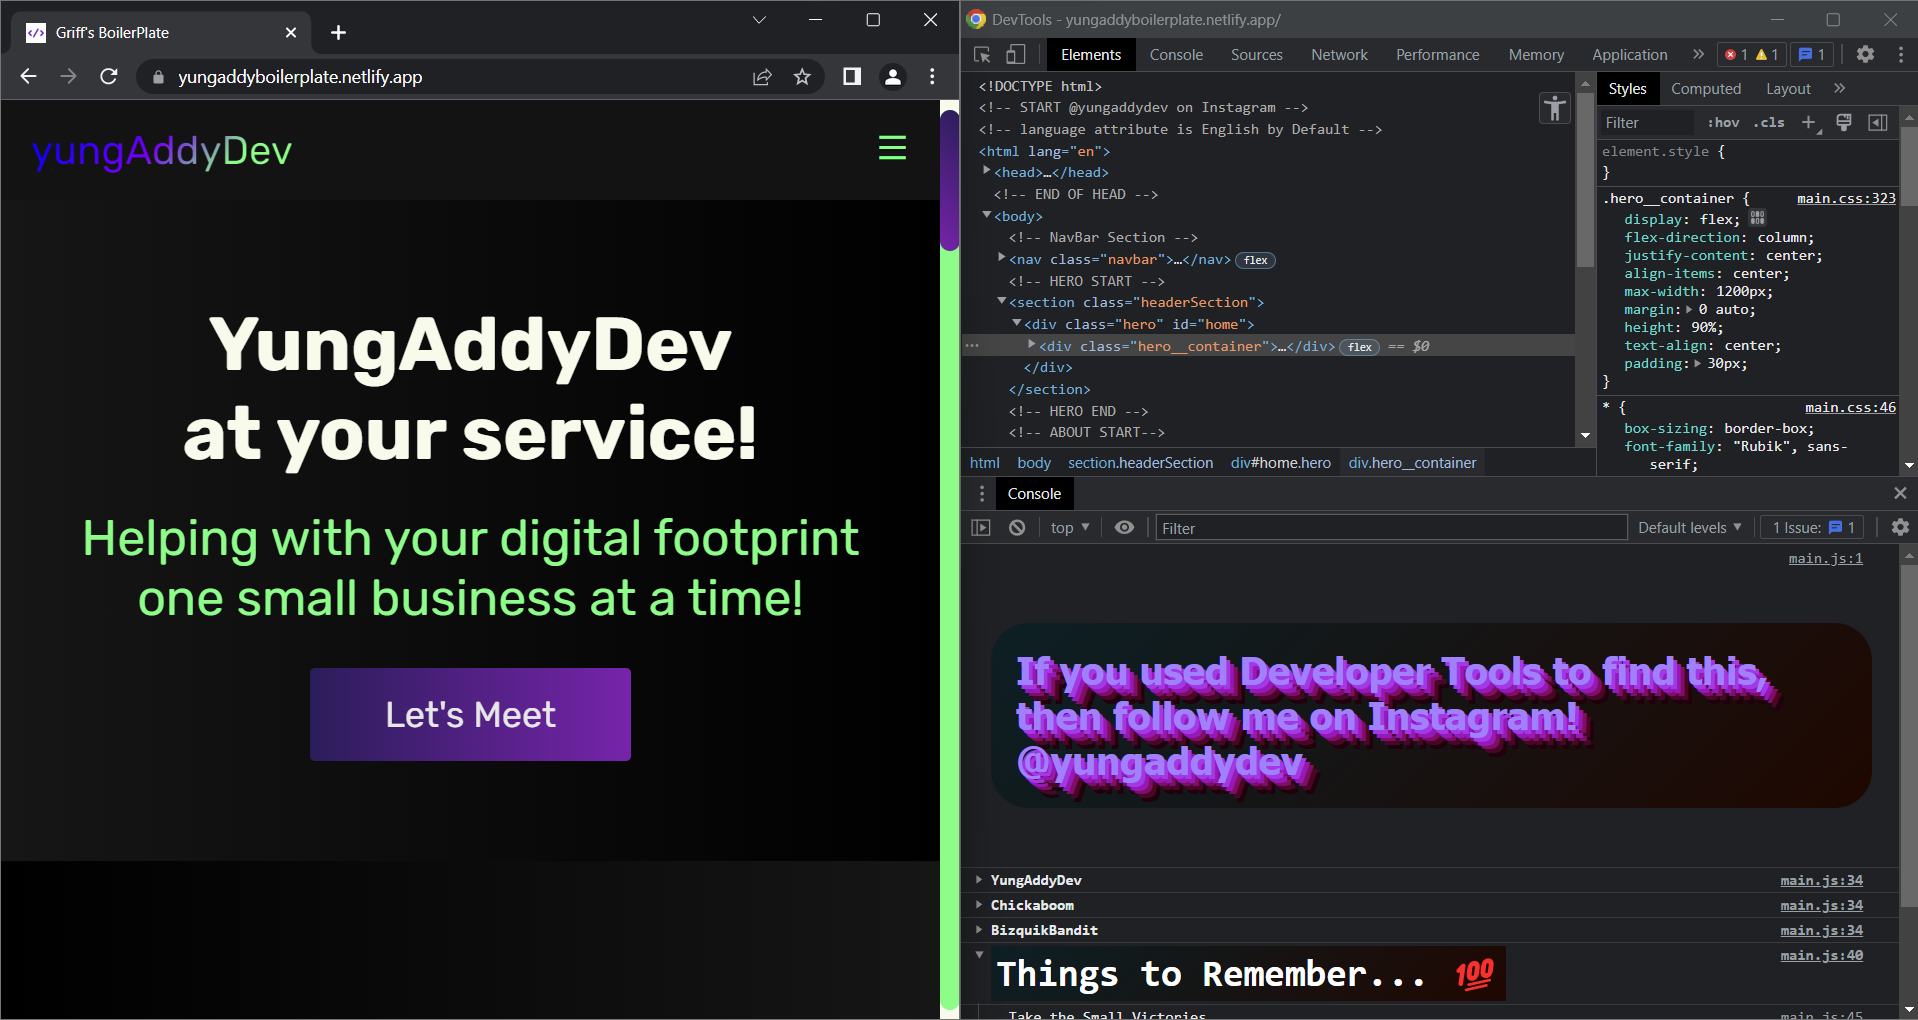 Griff's BoilerPlate
yungaddyboilerplate.netlify.app
yungAddyDev
YungAddyDev
at your service!
Helping with your digital footprint
one small business at a time!
Let's Meet
DevTools - yungaddyboilerplate.netlify.app/
Elements Console Sources Network Performance Memory Application » 1 1 1
<!DOCTYPE html>
<!-- START @yungaddydev on Instagram -->
<!-- language attribute is English by Default -->
<html lang="en">
<head>…</head>
<!-- END OF HEAD -->
<body>
<!-- NavBar Section -->
<nav class="navbar">…</nav> flex
<!-- HERO START -->
<section class="headerSection">
<div class="hero" id="home">
<div class="hero__container">…</div> flex == $0
</div>
</section>
<!-- HERO END -->
<!-- ABOUT START-->
html body section.headerSection div#home.hero div.hero__container
Styles Computed Layout »
Filter :hov .cls +
element.style {
}
.hero__container { main.css:323
display: flex;
flex-direction: column;
justify-content: center;
align-items: center;
max-width: 1200px;
margin: 0 auto;
height: 90%;
text-align: center;
padding: 30px;
}
* { main.css:46
box-sizing: border-box;
font-family: "Rubik", sans-
serif;
Console
top Filter Default levels 1 Issue: 1
main.js:1
If you used Developer Tools to find this,
then follow me on Instagram!
@yungaddydev
YungAddyDev main.js:34
Chickaboom main.js:34
BizquikBandit main.js:34
Things to Remember... 💯 main.js:40
Take the Small Victories main.js:45